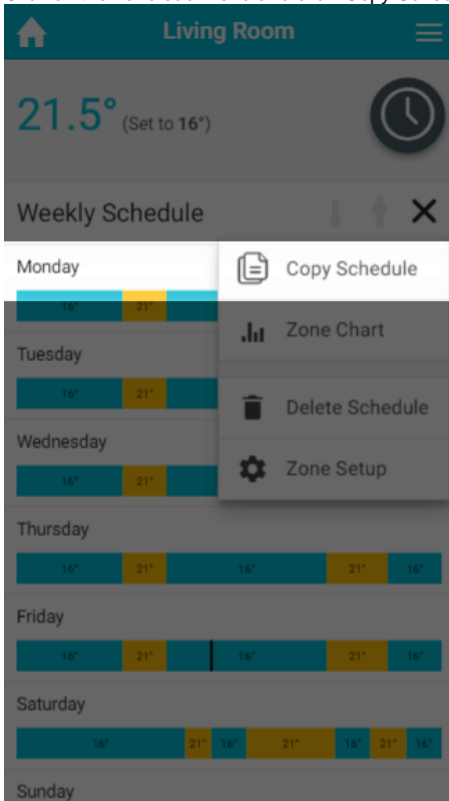 Living Room
21.5° (Set to 16°)
Weekly Schedule
Monday
Copy Schedule
16° 21°
Zone Chart
Tuesday
16° 21°
Delete Schedule
Wednesday
Zone Setup
16° 21°
Thursday
16° 21° 16° 21° 16°
Friday
16° 21° 16° 21° 16°
Saturday
16° 21° 16° 21° 16° 21° 16°
Sunday